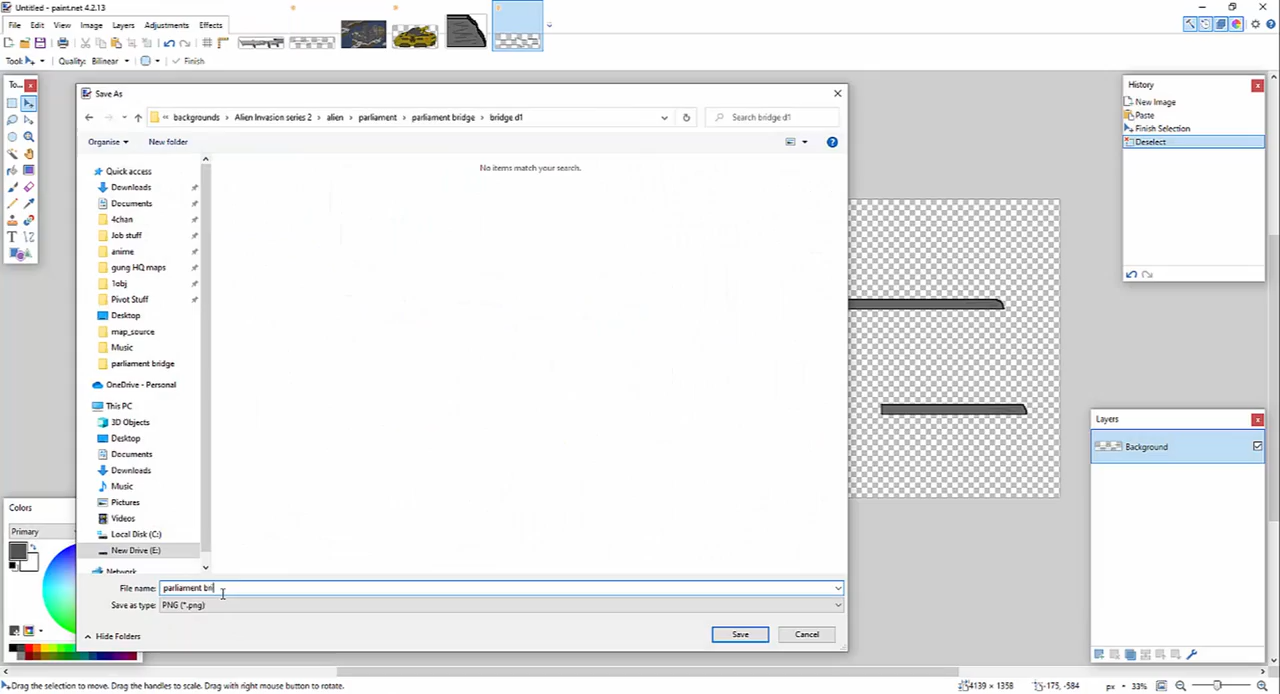 Untitled - paint.net 4.2.13
File Edit View Image Layers Adjustments Effects
Tool: Quality: Bilinear Finish
To...
Save As
« backgrounds › Alien Invasion series 2 › alien › parliament › parliament bridge › bridge d1
Search bridge d1
Organise New folder
No items match your search.
Quick access
Downloads
Documents
4chan
Job stuff
anime
gung HQ maps
1obj
Pivot Stuff
Desktop
map_source
Music
parliament bridge
OneDrive - Personal
This PC
3D Objects
Desktop
Documents
Downloads
Music
Pictures
Videos
Local Disk (C:)
New Drive (E:)
Network
File name: parliament bri
Save as type: PNG (*.png)
Hide Folders
Save Cancel
History
New Image
Paste
Finish Selection
Deselect
Layers
Background
Colors
Primary
Drag the selection to move. Drag the handles to scale. Drag with right mouse button to rotate.
4139 × 1358 -175, -584 px 33%